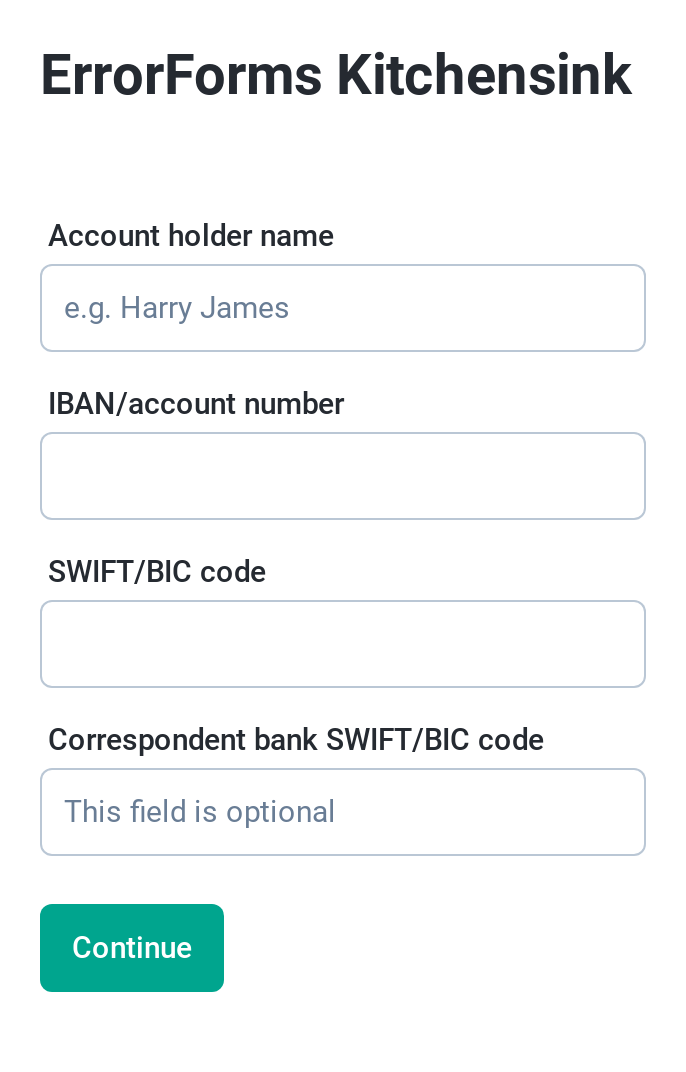 ErrorForms Kitchensink
Account holder name
e.g. Harry James
IBAN/account number
SWIFT/BIC code
Correspondent bank SWIFT/BIC code
This field is optional
Continue